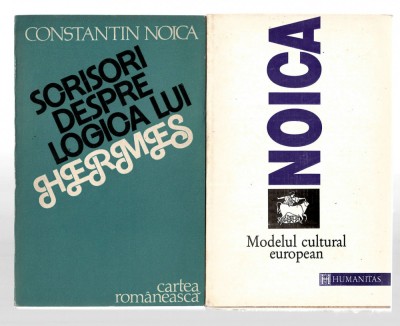 CONSTANTIN NOICA
SCRISORI
DESPRE
LOGICA LUI
HERMES
cartea
românească
NOICA
Modelul cultural
european
HUMANITAS